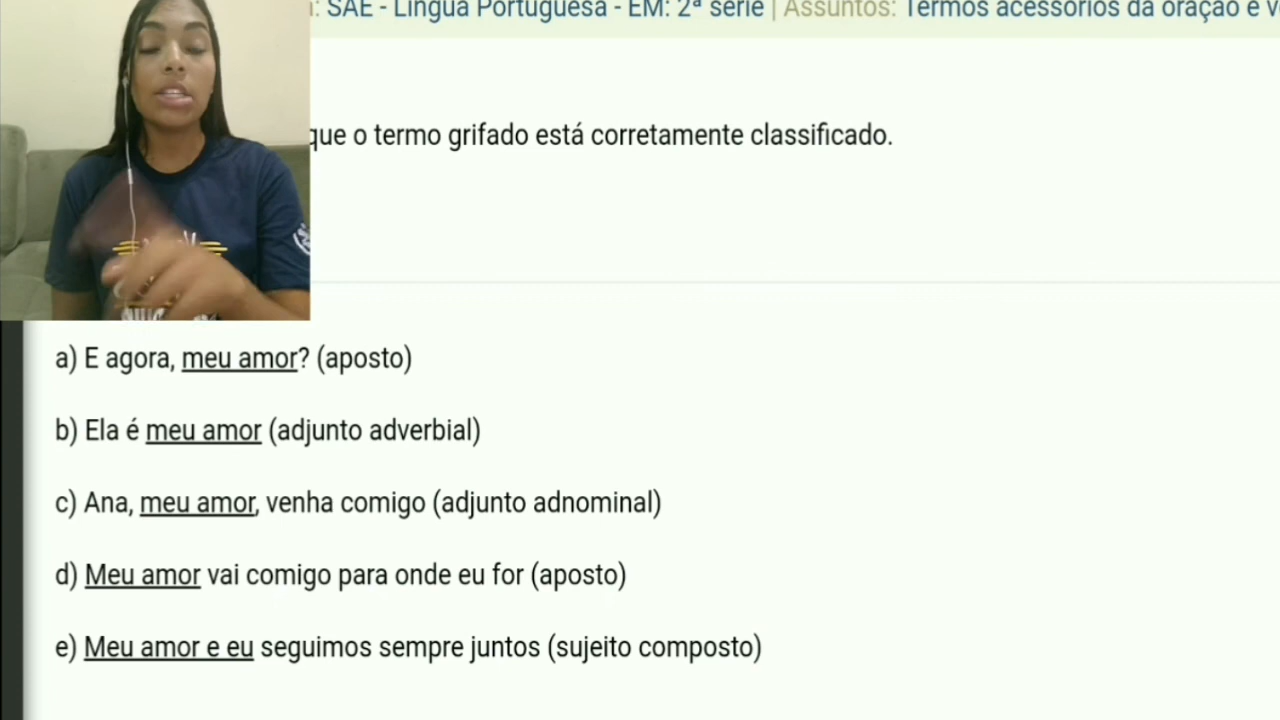 SAE - Língua Portuguesa - EM: 2ª série | Assuntos: Termos acessórios da oração e
que o termo grifado está corretamente classificado.
a) E agora, meu amor? (aposto)
b) Ela é meu amor (adjunto adverbial)
c) Ana, meu amor, venha comigo (adjunto adnominal)
d) Meu amor vai comigo para onde eu for (aposto)
e) Meu amor e eu seguimos sempre juntos (sujeito composto)